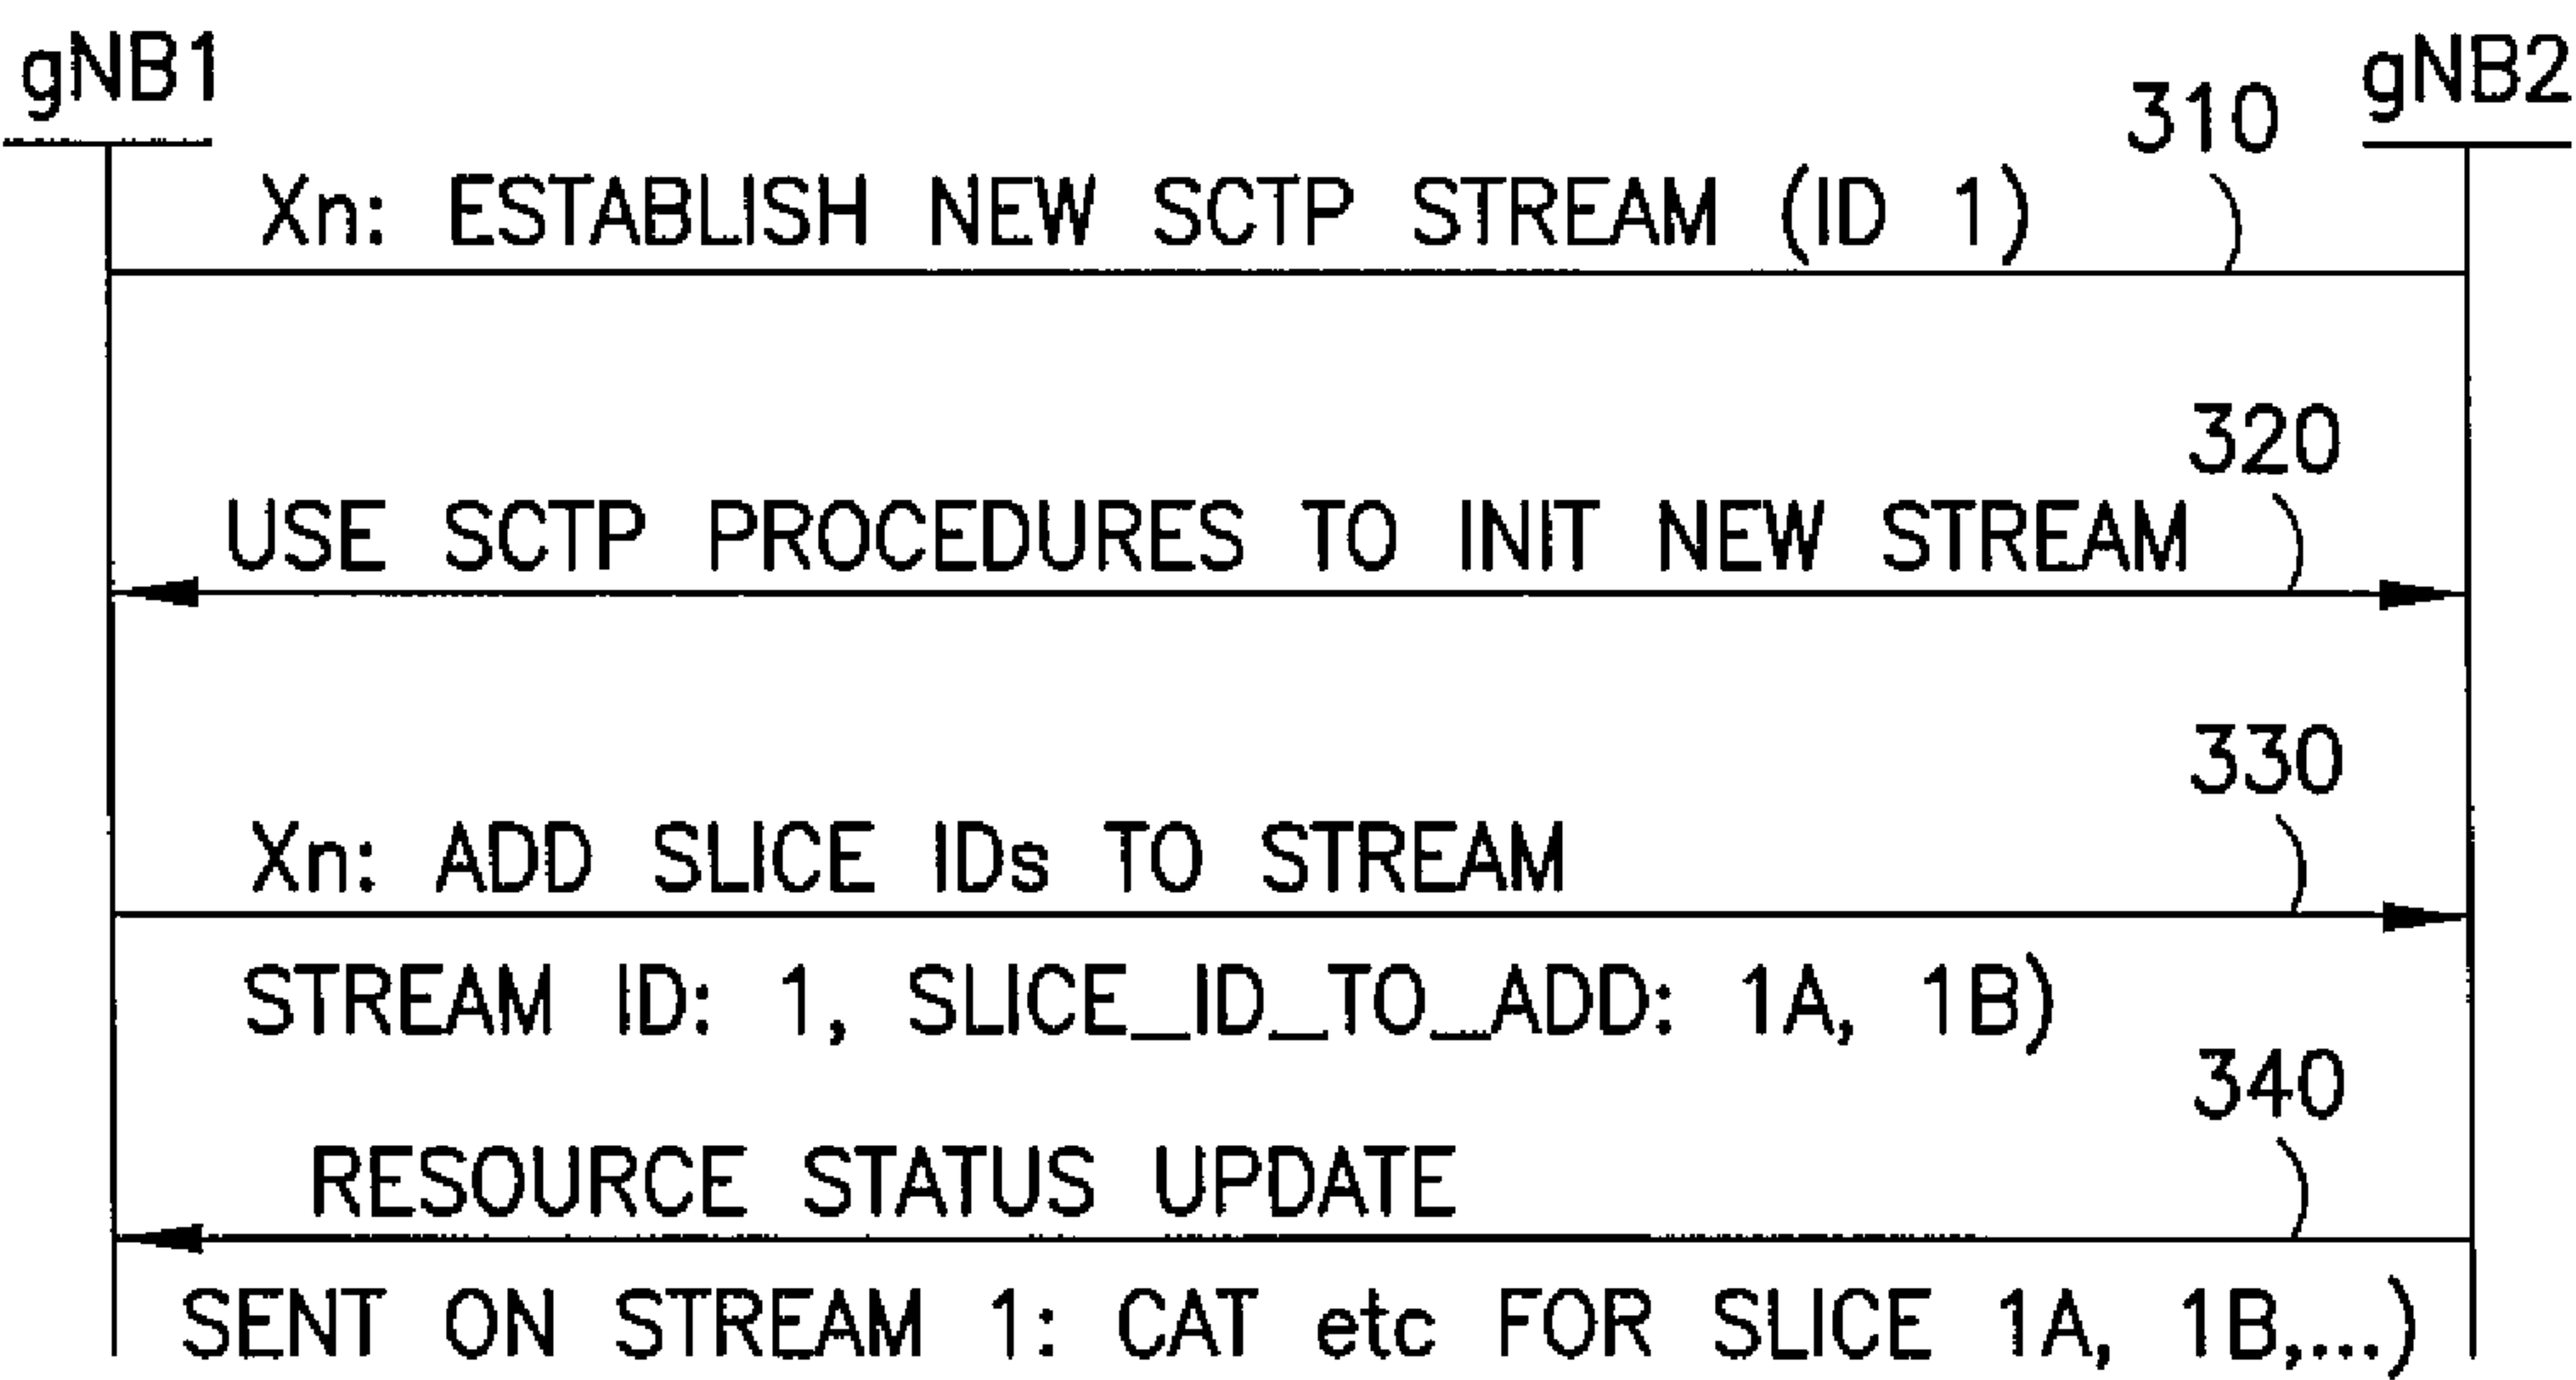 gNB1
gNB2
310
Xn: ESTABLISH NEW SCTP STREAM (ID 1)
320
USE SCTP PROCEDURES TO INIT NEW STREAM
330
Xn: ADD SLICE IDs TO STREAM
STREAM ID: 1, SLICE_ID_TO_ADD: 1A, 1B)
340
RESOURCE STATUS UPDATE
SENT ON STREAM 1: CAT etc FOR SLICE 1A, 1B,...)